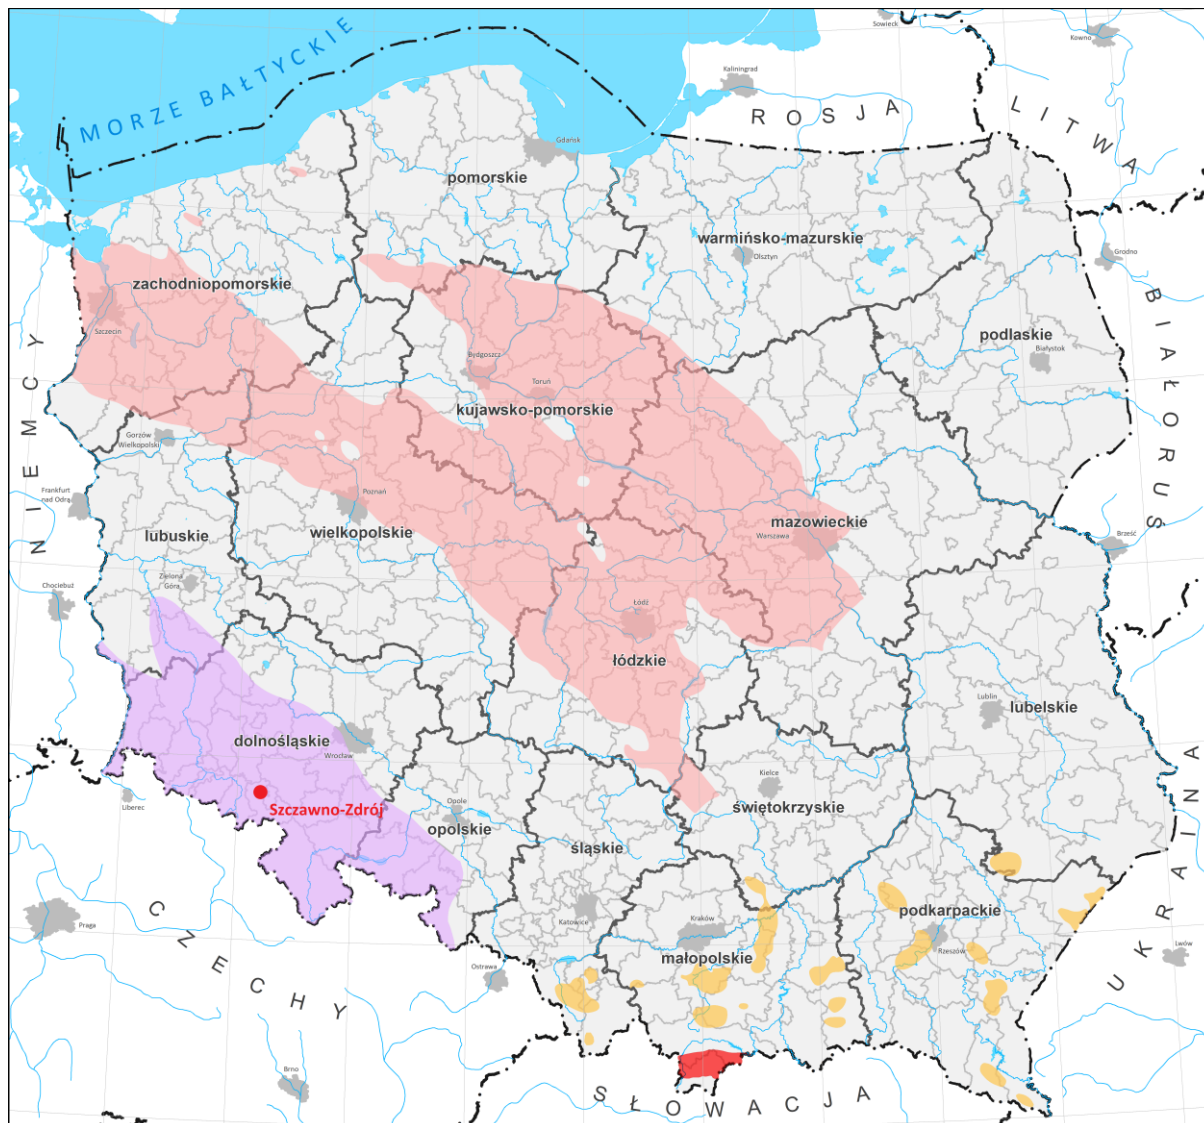 Sowieck
Kowno
MORZE BAŁTYCKIE
Kaliningrad
ROSJA
LITWA
Gdańsk
pomorskie
warmińsko-mazurskie
Olsztyn
Grodno
zachodniopomorskie
Szczecin
podlaskie
Białystok
BIAŁORUŚ
NIEMCY
Bydgoszcz
Toruń
kujawsko-pomorskie
Gorzów
Wielkopolski
Frankfurt
nad Odrą
Poznań
wielkopolskie
mazowieckie
Warszawa
Brześć
lubuskie
Zielona
Góra
Chociebuż
Łódź
łódzkie
Lublin
lubelskie
dolnośląskie
Wrocław
Szczawno-Zdrój
Liberec
Opole
opolskie
Kielce
świętokrzyskie
śląskie
Katowice
Kraków
małopolskie
podkarpackie
Rzeszów
UKRAINA
Lwów
Praga
CZECHY
Ostrawa
Brno
SŁOWACJA